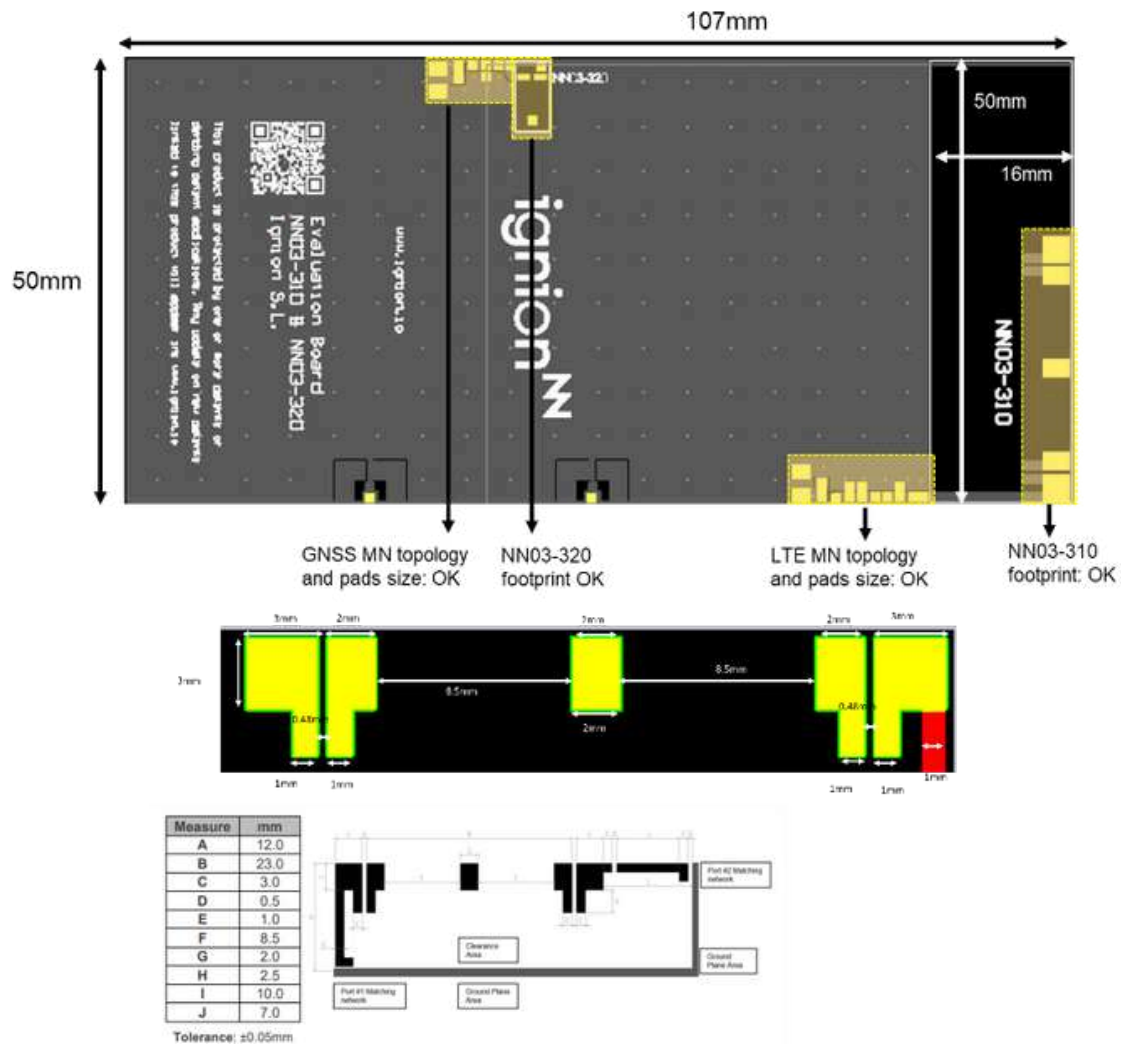 107mm
50mm
50mm
16mm
NN03-320
ignion
www.ignion.io
Evaluation Board
NN03-310 & NN03-320
Ignion S.L.
NN03-310
GNSS MN topology
and pads size: OK
NN03-320
footprint OK
LTE MN topology
and pads size: OK
NN03-310
footprint: OK
3mm
2mm
2mm
2mm
3mm
3mm
8.5mm
8.5mm
0.48mm
0.48mm
2mm
1mm
1mm
1mm
1mm
1mm
Measure mm
A 12.0
B 23.0
C 3.0
D 0.5
E 1.0
F 8.5
G 2.0
H 2.5
I 10.0
J 7.0
Tolerance: ±0.05mm
Port #2 Matching
network
Clearance
Area
Ground
Plane Area
Port #1 Matching
network
Ground Plane
Area